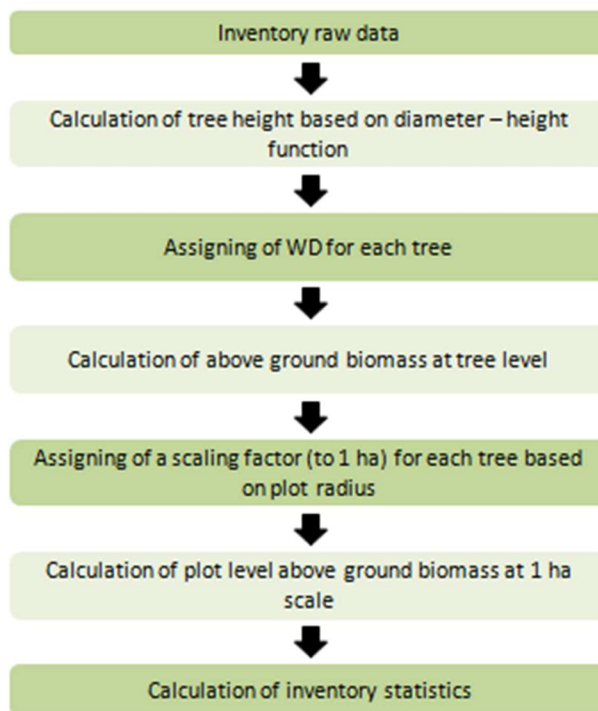 Inventory raw data
Calculation of tree height based on diameter – height
function
Assigning of WD for each tree
Calculation of above ground biomass at tree level
Assigning of a scaling factor (to 1 ha) for each tree based
on plot radius
Calculation of plot level above ground biomass at 1 ha
scale
Calculation of inventory statistics